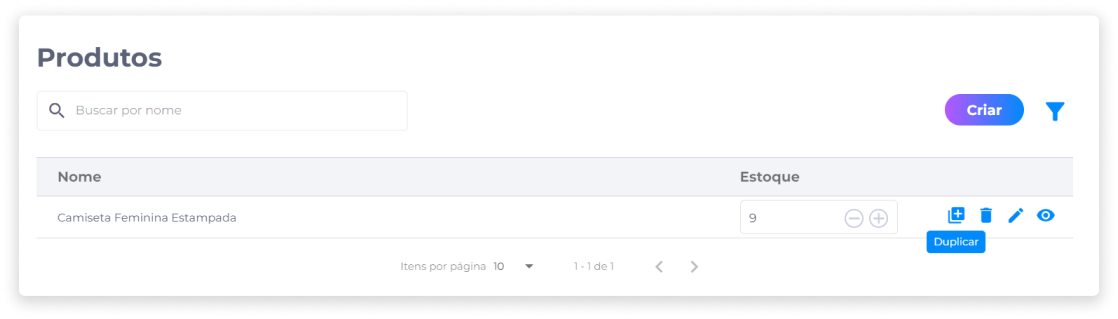 Produtos
Buscar por nome
Criar
Nome Estoque
Camiseta Feminina Estampada 9
Duplicar
Itens por página 10 1 - 1 de 1